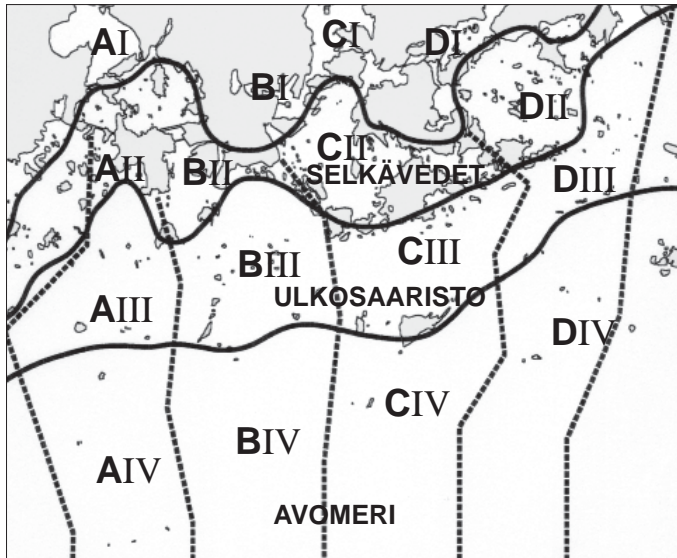 AI
CI
DI
BI
DII
AII
BII
CII
SELKÄVEDET
DIII
BIII
CIII
AIII
ULKOSAARISTO
DIV
CIV
AIV
BIV
AVOMERI